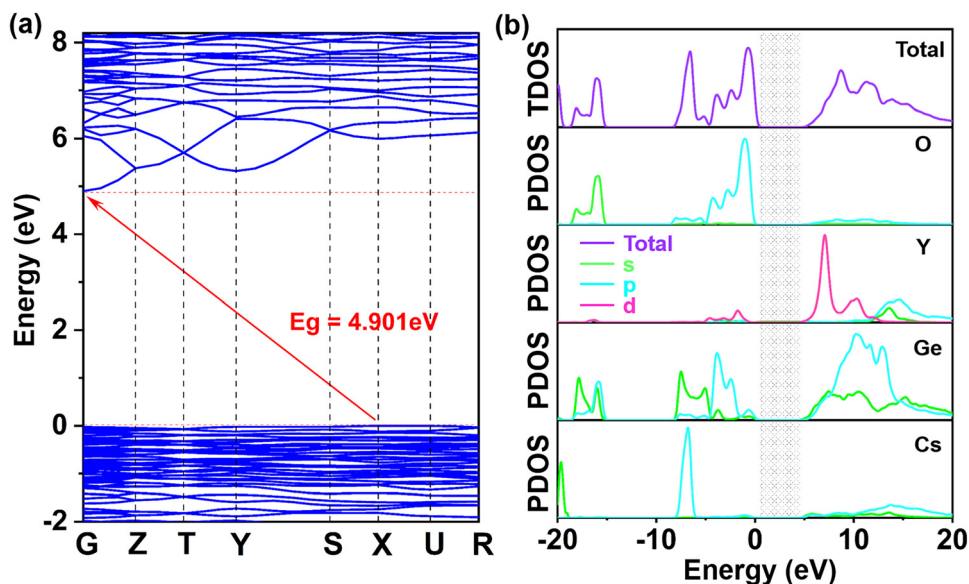 (a)
8
6
4
2
0
-2
Energy (eV)
Eg = 4.901eV
G Z T Y S X U R
(b)
TDOS
Total
PDOS
O
PDOS
Y
Total
s
p
d
PDOS
Ge
PDOS
Cs
-20 -10 0 10 20
Energy (eV)